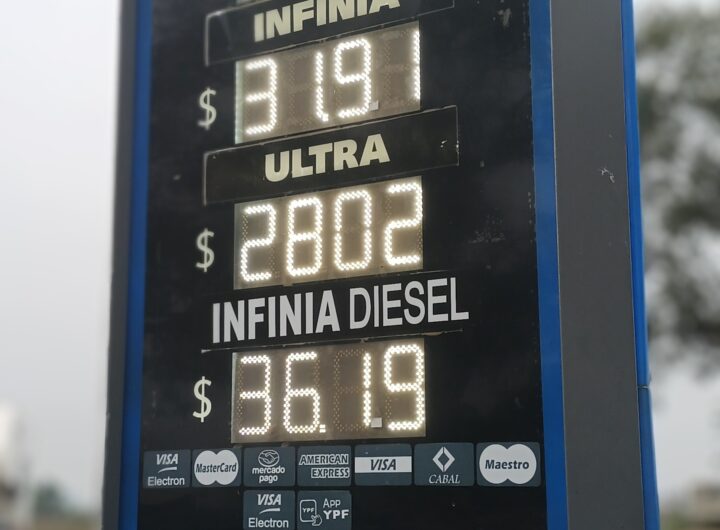 INFINIA
$ 31.91
ULTRA
$ 2802
INFINIA DIESEL
$ 36.19
VISA Electron MasterCard mercado pago AMERICAN EXPRESS VISA CABAL Maestro
VISA Electron YPF App YPF